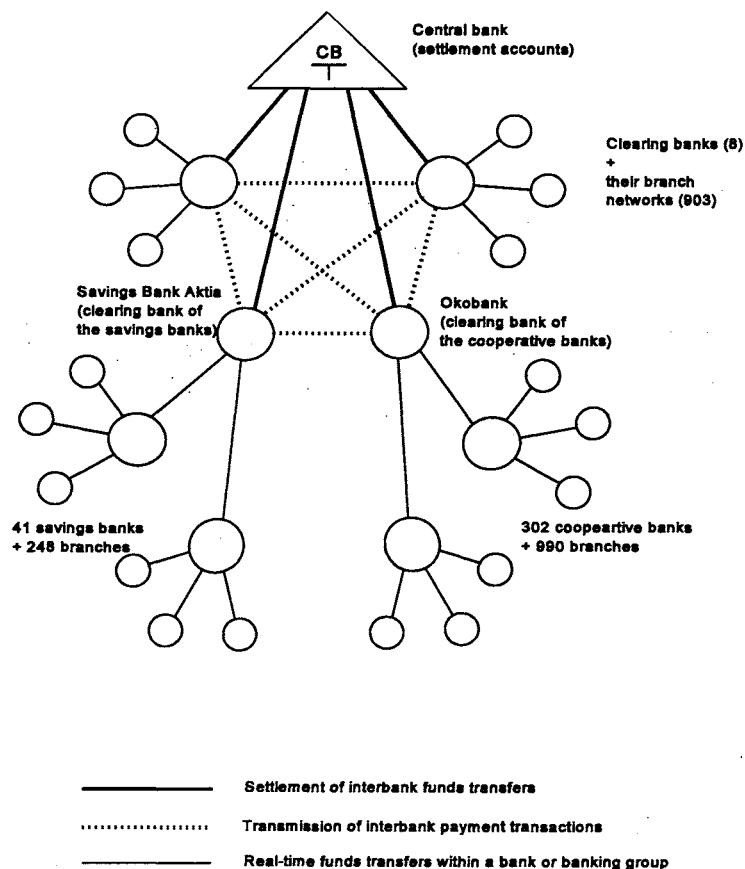 Central bank
(settlement accounts)
CB
Clearing banks (8)
+
their branch
networks (903)
Savings Bank Aktia
(clearing bank of
the savings banks)
Okobank
(clearing bank of
the cooperative banks)
41 savings banks
+ 248 branches
302 coopeartive banks
+ 990 branches
Settlement of interbank funds transfers
Transmission of interbank payment transactions
Real-time funds transfers within a bank or banking group